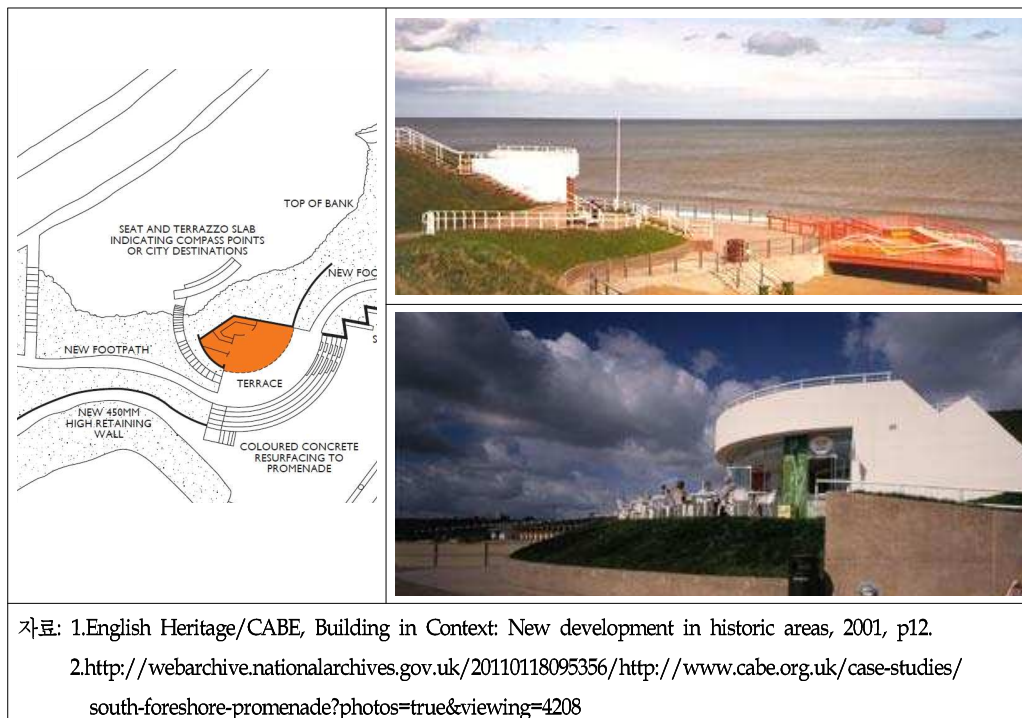 TOP OF BANK
SEAT AND TERRAZZO SLAB
INDICATING COMPASS POINTS
OR CITY DESTINATIONS
NEW FOO
S
NEW FOOTPATH
TERRACE
NEW 450MM
HIGH RETAINING
WALL
COLOURED CONCRETE
RESURFACING TO
PROMENADE
자료: 1.English Heritage/CABE, Building in Context: New development in historic areas, 2001, p12.
2.http://webarchive.nationalarchives.gov.uk/20110118095356/http://www.cabe.org.uk/case-studies/
south-foreshore-promenade?photos=true&viewing=4208